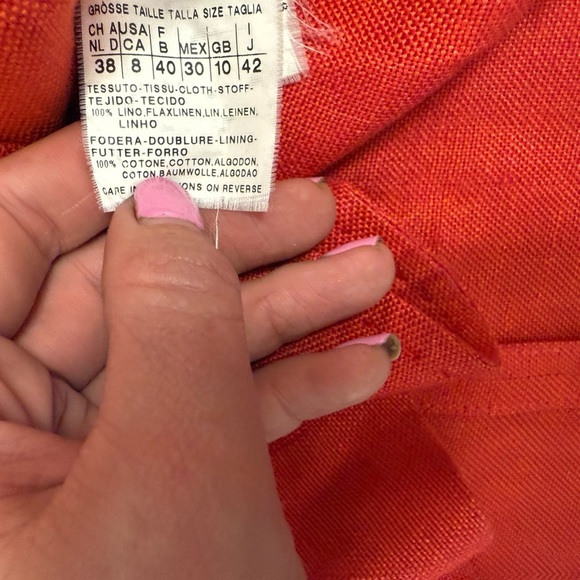 GRÖSSE TAILLE TALLA SIZE TAGLIA
CH A USA F I
NL D CA B MEX GB J
38 8 40 30 10 42
TESSUTO-TISSU-CLOTH-STOFF-
TEJIDO-TECIDO
100% LINO,FLAXLINEN,LIN,LEINEN,
LINHO
FODERA-DOUBLURE-LINING-
FUTTER-FORRO
100% COTONE,COTTON,ALGODON,
COTON,BAUMWOLLE,ALGODAO
CARE IN ONS ON REVERSE